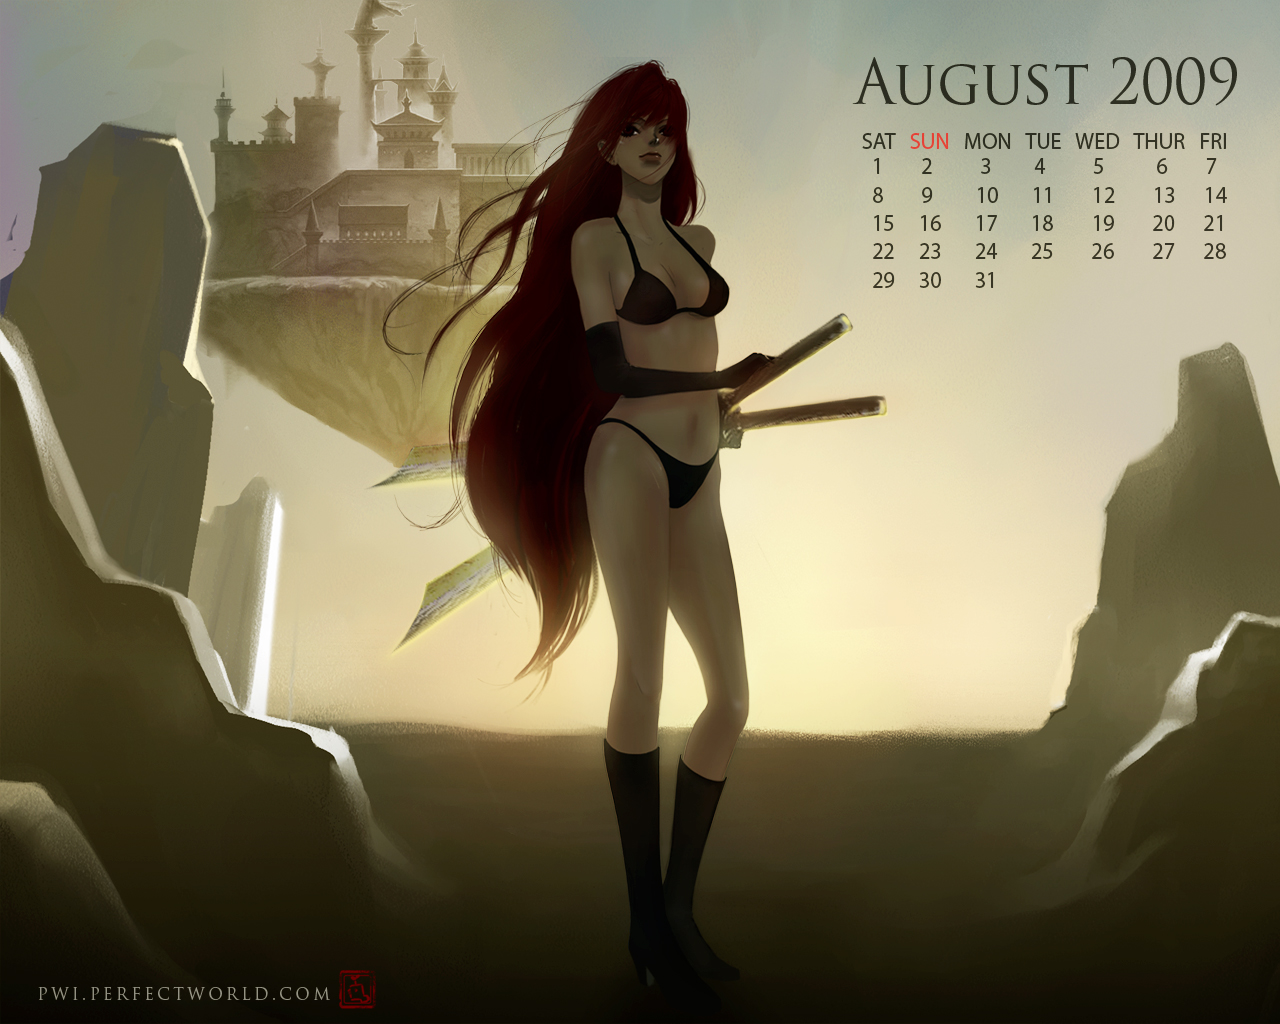 AUGUST 2009
SAT SUN MON TUE WED THUR FRI
1 2 3 4 5 6 7
8 9 10 11 12 13 14
15 16 17 18 19 20 21
22 23 24 25 26 27 28
29 30 31
PWI.PERFECTWORLD.COM